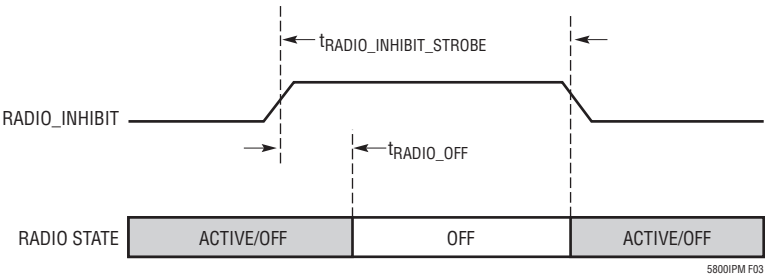 tRADIO_INHIBIT_STROBE
RADIO_INHIBIT
tRADIO_OFF
RADIO STATE ACTIVE/OFF OFF ACTIVE/OFF
5800IPM F03